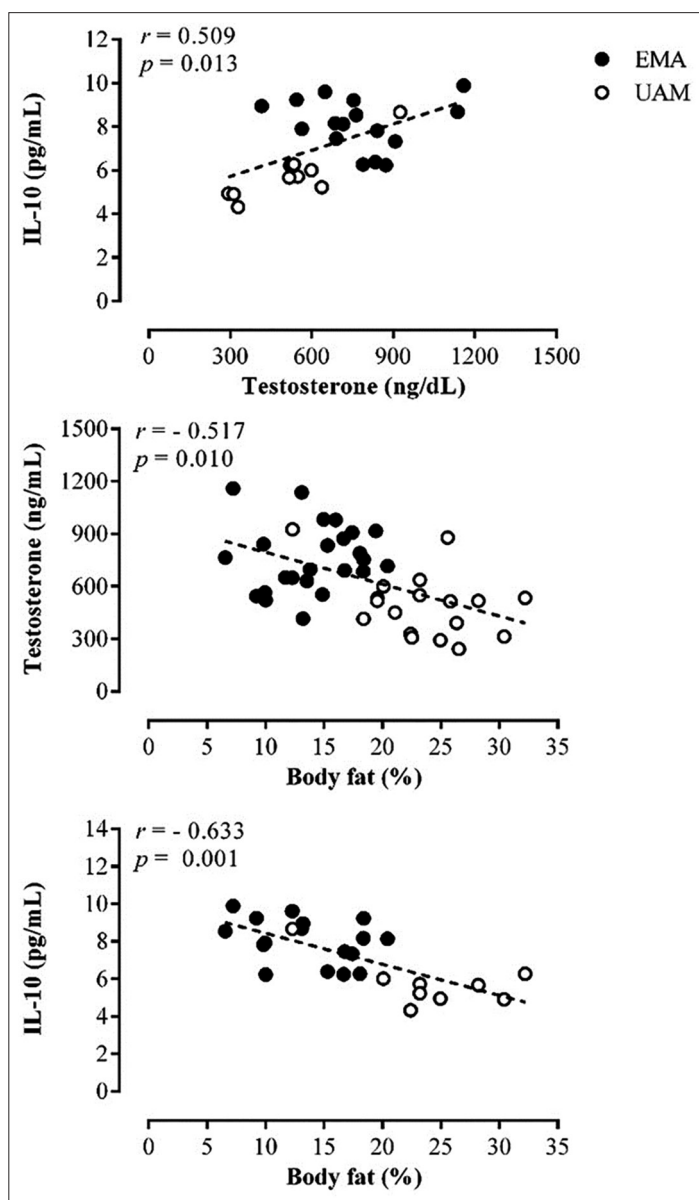 r = 0.509
p = 0.013
EMA
UAM
12
10
8
6
4
2
0
IL-10 (pg/mL)
0 300 600 900 1200 1500
Testosterone (ng/dL)
r = - 0.517
p = 0.010
1500
1200
900
600
300
0
Testosterone (ng/mL)
0 5 10 15 20 25 30 35
Body fat (%)
r = - 0.633
p = 0.001
14
12
10
8
6
4
2
0
IL-10 (pg/mL)
0 5 10 15 20 25 30 35
Body fat (%)